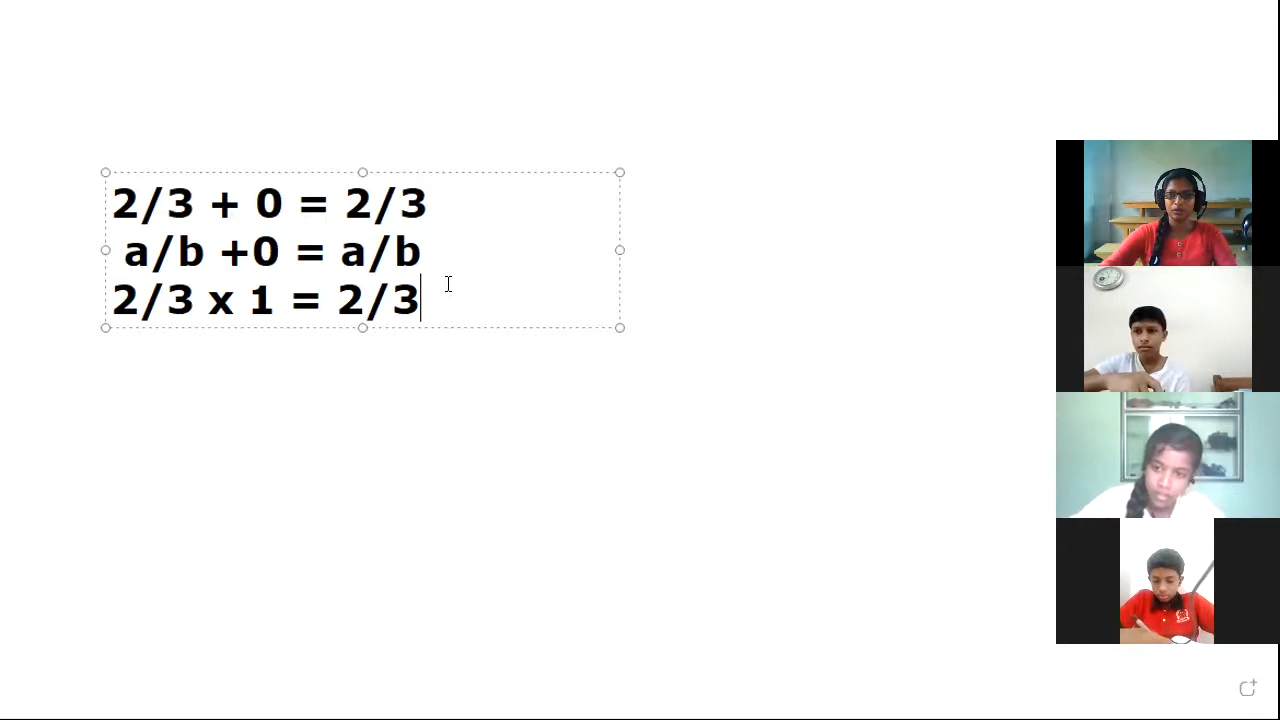 2/3 + 0 = 2/3
a/b +0 = a/b
2/3 x 1 = 2/3